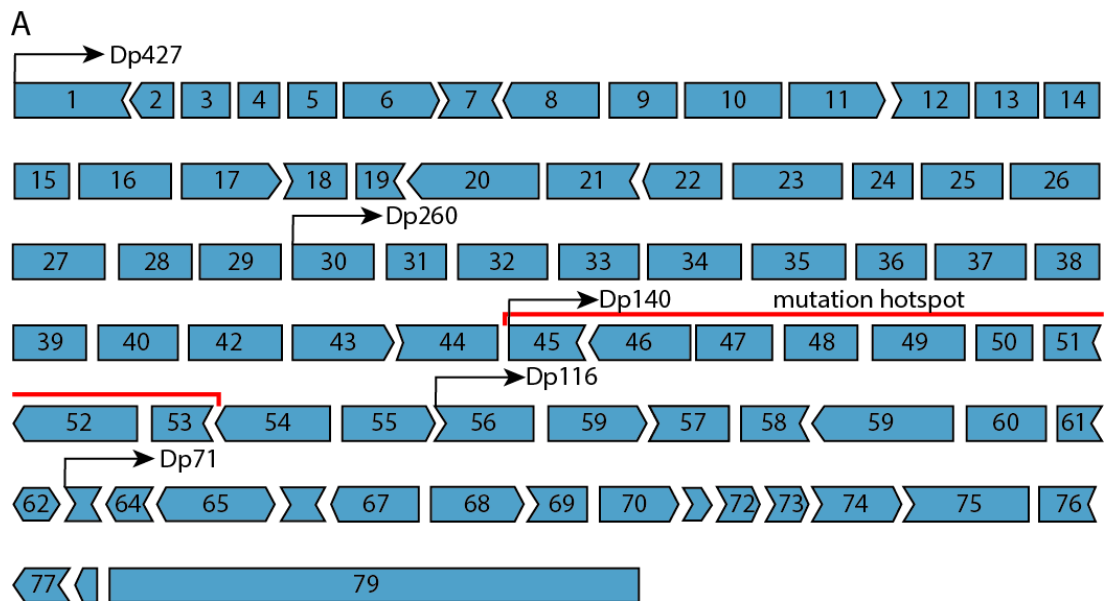 A
Dp427
1 2 3 4 5 6 7 8 9 10 11 12 13 14
15 16 17 18 19 20 21 22 23 24 25 26
Dp260
27 28 29 30 31 32 33 34 35 36 37 38
Dp140 mutation hotspot
39 40 42 43 44 45 46 47 48 49 50 51
Dp116
52 53 54 55 56 59 57 58 59 60 61
Dp71
62 64 65 67 68 69 70 72 73 74 75 76
77 79